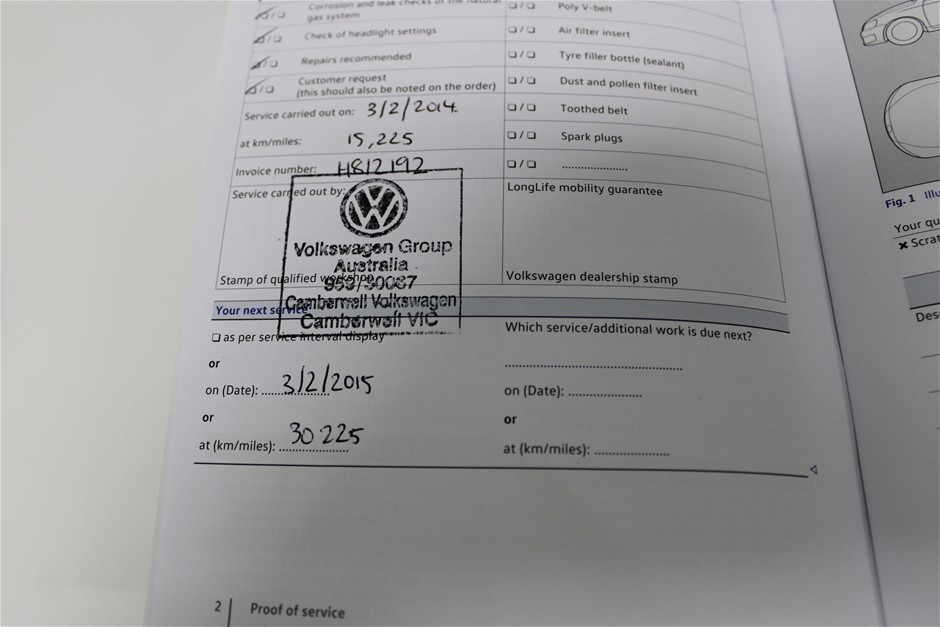 Corrosion and leak checks of the natural
gas system
Check of headlight settings
Repairs recommended
Customer request
(this should also be noted on the order)
Service carried out on: 3/2/2014
at km/miles: 15,225
Invoice number: H812192
Service carried out by:
Volkswagen Group
Australia
Stamp of qualified workshop
Camberwell Volkswagen
Camberwell VIC
Poly V-belt
Air filter insert
Tyre filler bottle (sealant)
Dust and pollen filter insert
Toothed belt
Spark plugs
LongLife mobility guarantee
Volkswagen dealership stamp
Your next service
as per service interval display
or
on (Date): 3/2/2015
or
at (km/miles): 30 225
Which service/additional work is due next?
on (Date):
or
at (km/miles):
2 Proof of service
Fig. 1
Your